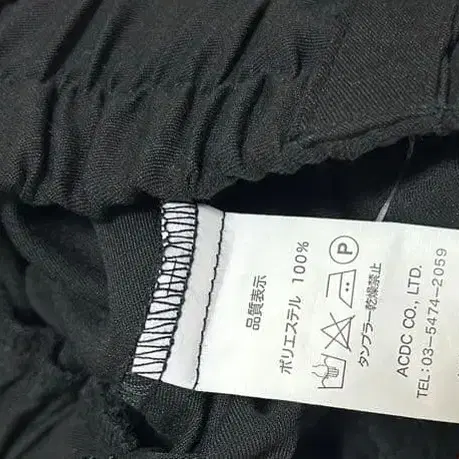 品質表示
ポリエステル 100%
P
タンブラー乾燥禁止
ACDC CO., LTD.
TEL: 03-5474-2059